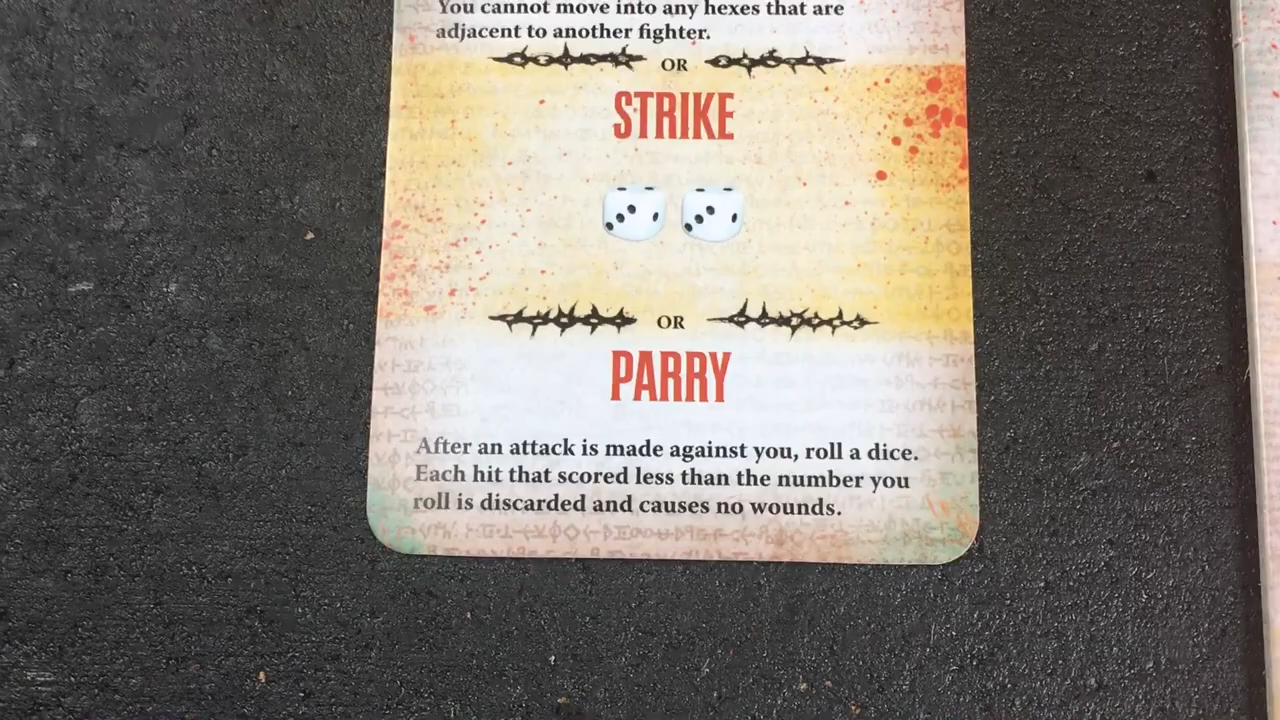 You cannot move into any hexes that are
adjacent to another fighter.
OR
STRIKE
OR
PARRY
After an attack is made against you, roll a dice.
Each hit that scored less than the number you
roll is discarded and causes no wounds.